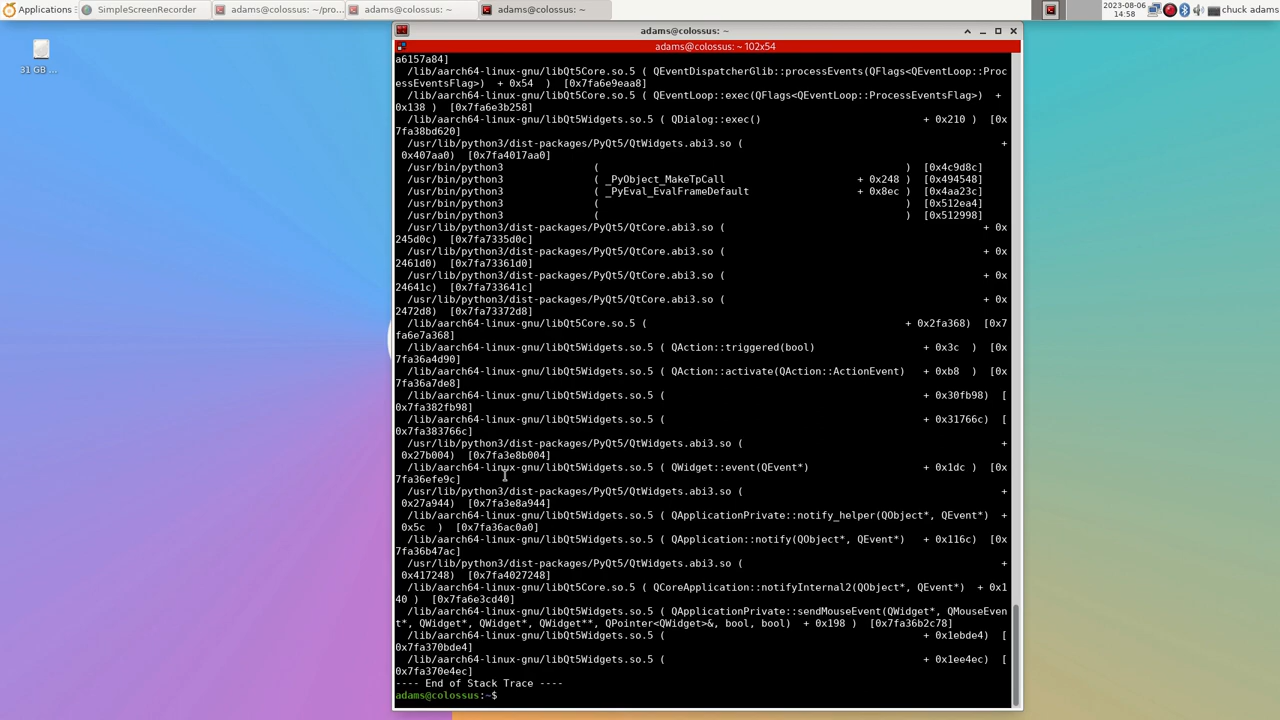 Applications
SimpleScreenRecorder
adams@colossus: ~/pro...
adams@colossus: ~
adams@colossus: ~
2023-08-06
14:58
chuck adams
31 GB ...
adams@colossus: ~
adams@colossus: ~ 102x54
a6157a84]
/lib/aarch64-linux-gnu/libQt5Core.so.5 ( QEventDispatcherGlib::processEvents(QFlags<QEventLoop::Proc
essEventsFlag>)  + 0x54  )  [0x7fa6e9eaa8]
/lib/aarch64-linux-gnu/libQt5Core.so.5 ( QEventLoop::exec(QFlags<QEventLoop::ProcessEventsFlag>)  +
0x138 )  [0x7fa6e3b258]
/lib/aarch64-linux-gnu/libQt5Widgets.so.5 ( QDialog::exec()                           + 0x210 )  [0x
7fa38bd620]
/usr/lib/python3/dist-packages/PyQt5/QtWidgets.abi3.so (                                           +
0x407aa0)  [0x7fa4017aa0]
/usr/bin/python3               (                                                   )  [0x4c9d8c]
/usr/bin/python3               ( _PyObject_MakeTpCall                      + 0x248 )  [0x494548]
/usr/bin/python3               ( _PyEval_EvalFrameDefault                  + 0x8ec )  [0x4aa23c]
/usr/bin/python3               (                                                   )  [0x512ea4]
/usr/bin/python3               (                                                   )  [0x512998]
/usr/lib/python3/dist-packages/PyQt5/QtCore.abi3.so (                                           + 0x
245d0c)  [0x7fa7335d0c]
/usr/lib/python3/dist-packages/PyQt5/QtCore.abi3.so (                                           + 0x
2461d0)  [0x7fa73361d0]
/usr/lib/python3/dist-packages/PyQt5/QtCore.abi3.so (                                           + 0x
24641c)  [0x7fa733641c]
/usr/lib/python3/dist-packages/PyQt5/QtCore.abi3.so (                                           + 0x
2472d8)  [0x7fa73372d8]
/lib/aarch64-linux-gnu/libQt5Core.so.5 (                                           + 0x2fa368)  [0x7
fa6e7a368]
/lib/aarch64-linux-gnu/libQt5Widgets.so.5 ( QAction::triggered(bool)                  + 0x3c  )  [0x
7fa36a4d90]
/lib/aarch64-linux-gnu/libQt5Widgets.so.5 ( QAction::activate(QAction::ActionEvent)   + 0xb8  )  [0x
7fa36a7de8]
/lib/aarch64-linux-gnu/libQt5Widgets.so.5 (                                           + 0x30fb98)  [
0x7fa382fb98]
/lib/aarch64-linux-gnu/libQt5Widgets.so.5 (                                           + 0x31766c)  [
0x7fa383766c]
/usr/lib/python3/dist-packages/PyQt5/QtWidgets.abi3.so (                                           +
0x27b004)  [0x7fa3e8b004]
/lib/aarch64-linux-gnu/libQt5Widgets.so.5 ( QWidget::event(QEvent*)                   + 0x1dc )  [0x
7fa36efe9c]
/usr/lib/python3/dist-packages/PyQt5/QtWidgets.abi3.so (                                           +
0x27a944)  [0x7fa3e8a944]
/lib/aarch64-linux-gnu/libQt5Widgets.so.5 ( QApplicationPrivate::notify_helper(QObject*, QEvent*)  +
0x5c  )  [0x7fa36ac0a0]
/lib/aarch64-linux-gnu/libQt5Widgets.so.5 ( QApplication::notify(QObject*, QEvent*)   + 0x116c)  [0x
7fa36b47ac]
/usr/lib/python3/dist-packages/PyQt5/QtWidgets.abi3.so (                                           +
0x417248)  [0x7fa4027248]
/lib/aarch64-linux-gnu/libQt5Core.so.5 ( QCoreApplication::notifyInternal2(QObject*, QEvent*)  + 0x1
40 )  [0x7fa6e3cd40]
/lib/aarch64-linux-gnu/libQt5Widgets.so.5 ( QApplicationPrivate::sendMouseEvent(QWidget*, QMouseEven
t*, QWidget*, QWidget*, QWidget**, QPointer<QWidget>&, bool, bool)  + 0x198 )  [0x7fa36b2c78]
/lib/aarch64-linux-gnu/libQt5Widgets.so.5 (                                           + 0x1ebde4)  [
0x7fa370bde4]
/lib/aarch64-linux-gnu/libQt5Widgets.so.5 (                                           + 0x1ee4ec)  [
0x7fa370e4ec]
---- End of Stack Trace ----
adams@colossus:~$